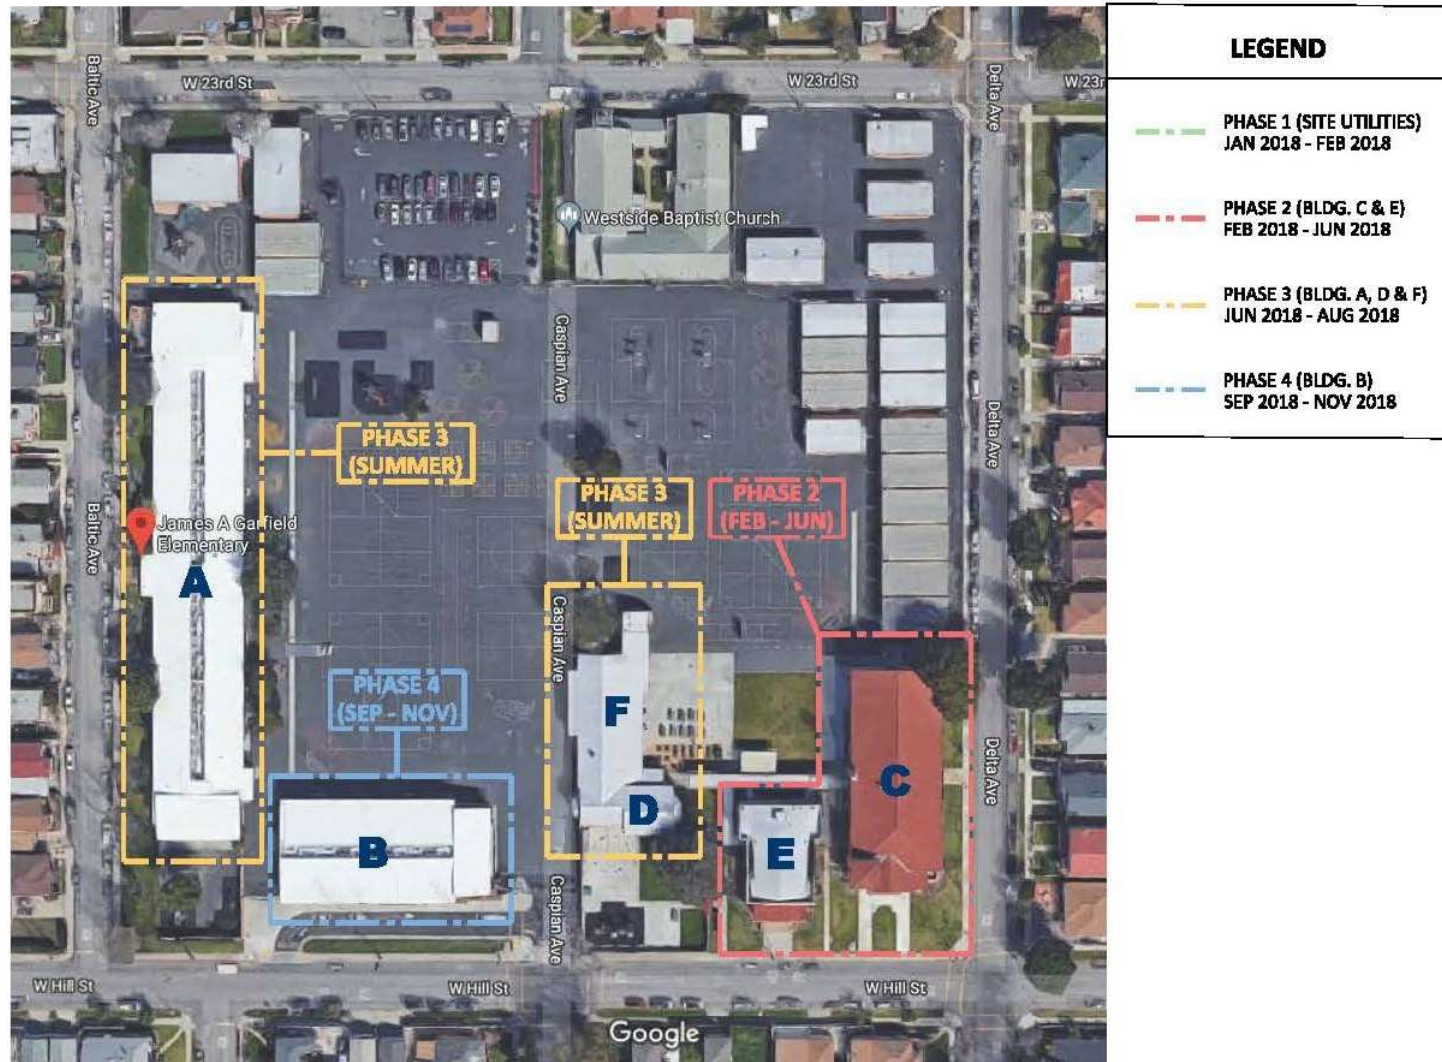 LEGEND
PHASE 1 (SITE UTILITIES)
JAN 2018 - FEB 2018
PHASE 2 (BLDG. C & E)
FEB 2018 - JUN 2018
PHASE 3 (BLDG. A, D & F)
JUN 2018 - AUG 2018
PHASE 4 (BLDG. B)
SEP 2018 - NOV 2018
Baltic Ave
W 23rd St
W 23rd St
Delta Ave
W 23r
Westside Baptist Church
Caspian Ave
PHASE 3
(SUMMER)
Delta Ave
PHASE 3
(SUMMER)
PHASE 2
(FEB - JUN)
Baltic Ave
James A Garfield
Elementary
A
Caspian Ave
PHASE 4
(SEP - NOV)
F
Delta Ave
C
D
B
E
Caspian Ave
W Hill St
W Hill St
W Hill St
Google